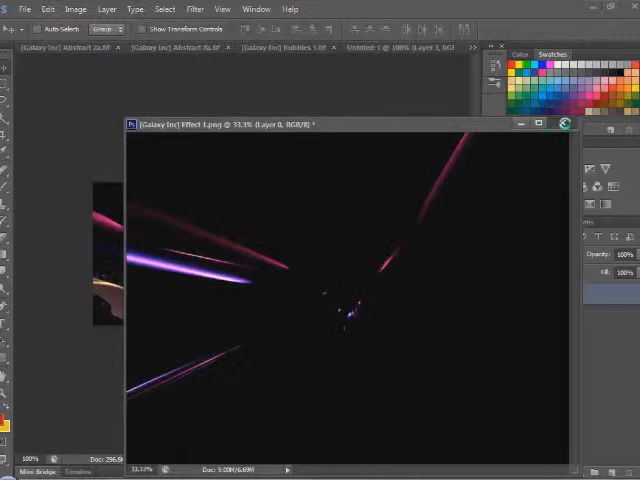 File Edit Image Layer Type Select Filter View Window Help
Auto-Select: Group Show Transform Controls
[Galaxy Inc] Abstract 2a.tif × [Galaxy Inc] Abstract 8a.tif × [Galaxy Inc] Bubbles 5.tif × Untitled-1 @ 100% (Layer 3, RGB/
Color Swatches
Ps [Galaxy Inc] Effect 1.png @ 33.3% (Layer 0, RGB/8) *
Opacity: 100%
Fill: 100%
100% Doc: 296.5
33.33% Doc: 9.00M/6.69M
Mini Bridge Timeline